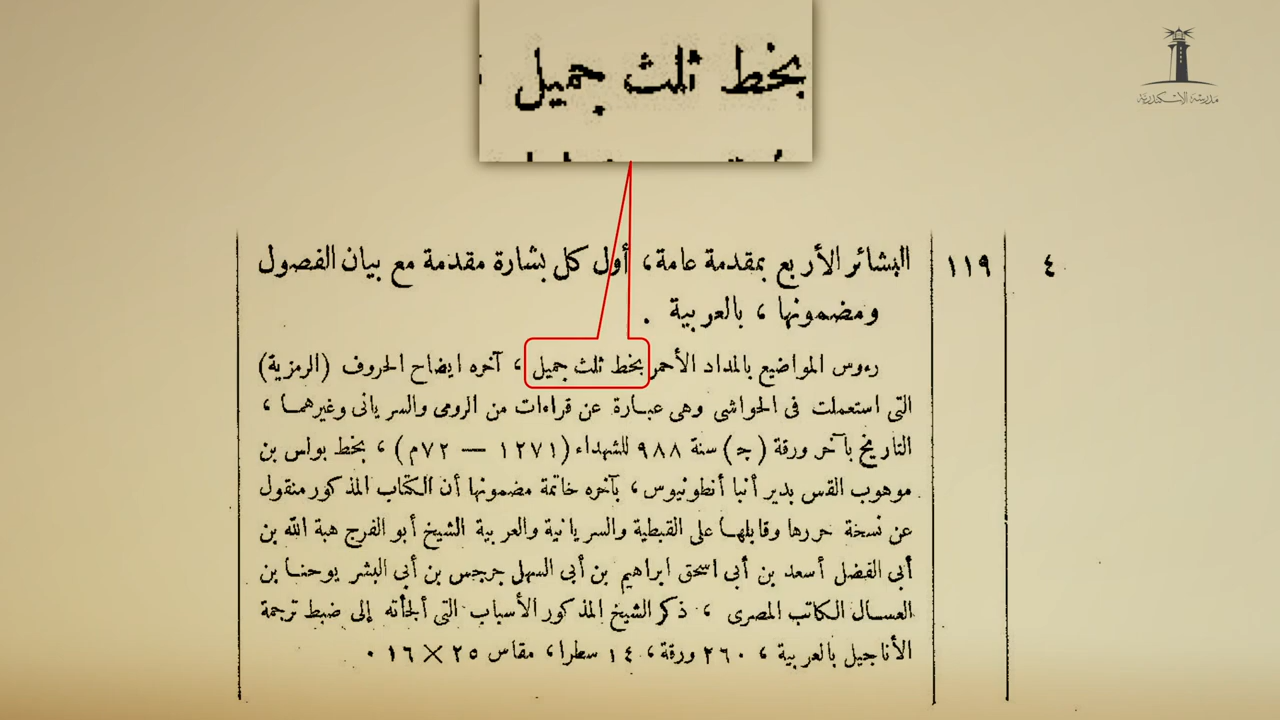 بخط ثلث جميل
مدرسة الإسكندرية
٤ ١١٩ البشائر الأربع بمقدمة عامة، أول كل بشارة مقدمة مع بيان الفصول
ومضمونها، بالعربية .
رءوس المواضيع بالمداد الأحمر بخط ثلث جميل، آخره ايضاح الحروف (الرمزية)
التى استعملت فى الحواشى وهى عبارة عن قراءات من الرومى والسريانى وغيرهما،
التاريخ بآخر ورقة (ج) سنة ٩٨٨ للشهداء (١٢٧١ — ٧٢م)، بخط بولس بن
موهوب القس بدير أنبا أنطونيوس، بآخره خاتمة مضمونها أن الكتاب المذكور منقول
عن نسخة حررها وقابلها على القبطية والسريانية والعربية الشيخ أبو الفرج هبة الله بن
أبى الفضل أسعد بن أبى اسحق ابراهيم بن أبى السهل جرجس بن أبى البشر يوحنا بن
العسال الكاتب المصرى، ذكر الشيخ المذكور الأسباب التى ألجأته إلى ضبط ترجمة
الأناجيل بالعربية، ٢٦٠ ورقة، ١٤ سطرا، مقاس ٢٥ × ١٦ .